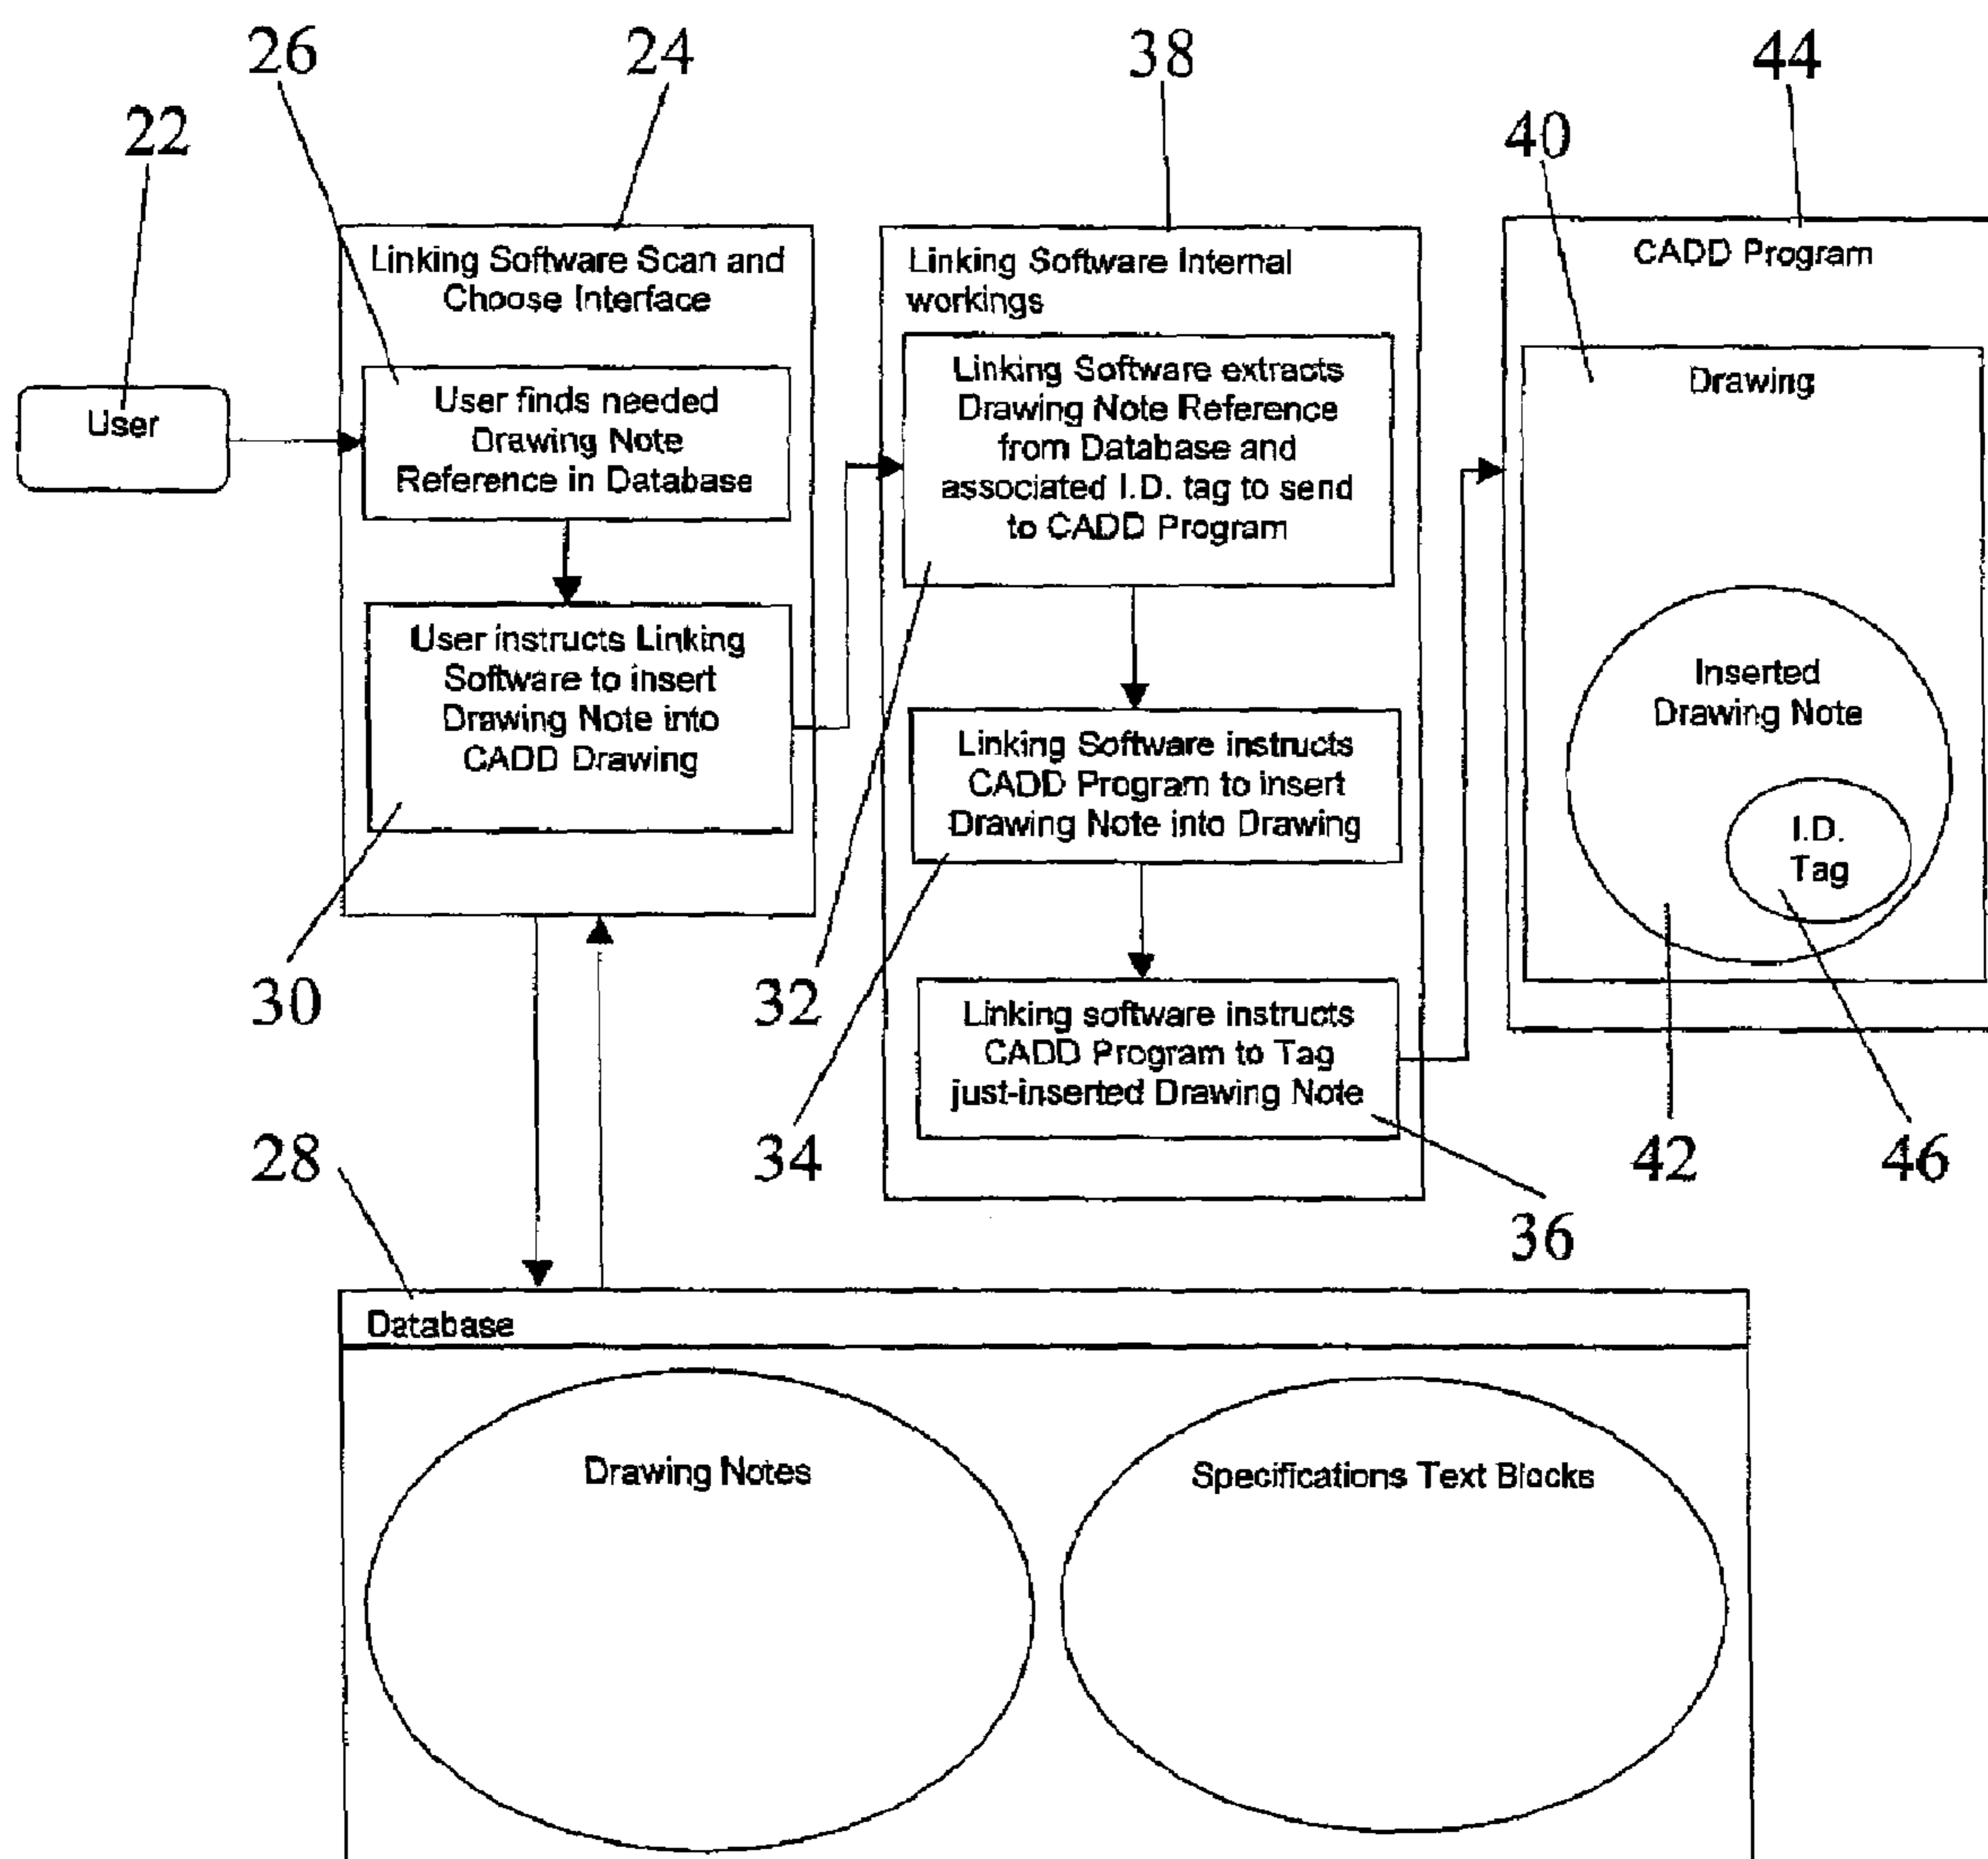 26
24
38
44
22
40
Linking Software Scan and
Choose Interface
Linking Software Internal
workings
CADD Program
User
User finds needed
Drawing Note
Reference in Database
Linking Software extracts
Drawing Note Reference
from Database and
associated I.D. tag to send
to CADD Program
Drawing
User instructs Linking
Software to insert
Drawing Note into
CADD Drawing
Linking Software instructs
CADD Program to insert
Drawing Note into Drawing
Inserted
Drawing Note
I.D.
Tag
30
32
Linking software instructs
CADD Program to Tag
just-inserted Drawing Note
28
34
42
46
36
Database
Drawing Notes
Specifications Text Blocks